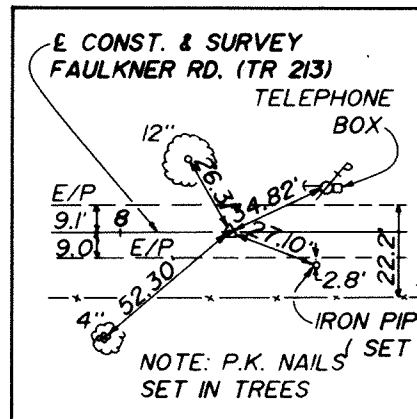 ℄ CONST. & SURVEY
FAULKNER RD. (TR 213)
TELEPHONE
BOX
12"
26.3'
34.82'
P
E/P
9.1'
8
9.0'
E/P
27.10'
22.2'
52.30'
2.8'
4"
IRON PIP
SET
NOTE: P.K. NAILS
SET IN TREES